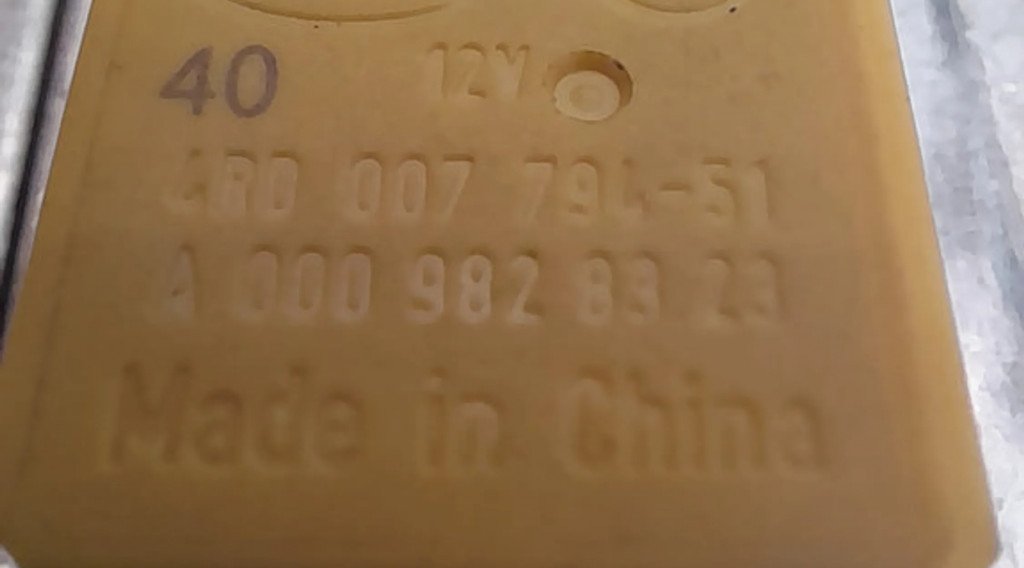 40 12V
4RD 007 794-51
A 000 982 83 23
Made in China